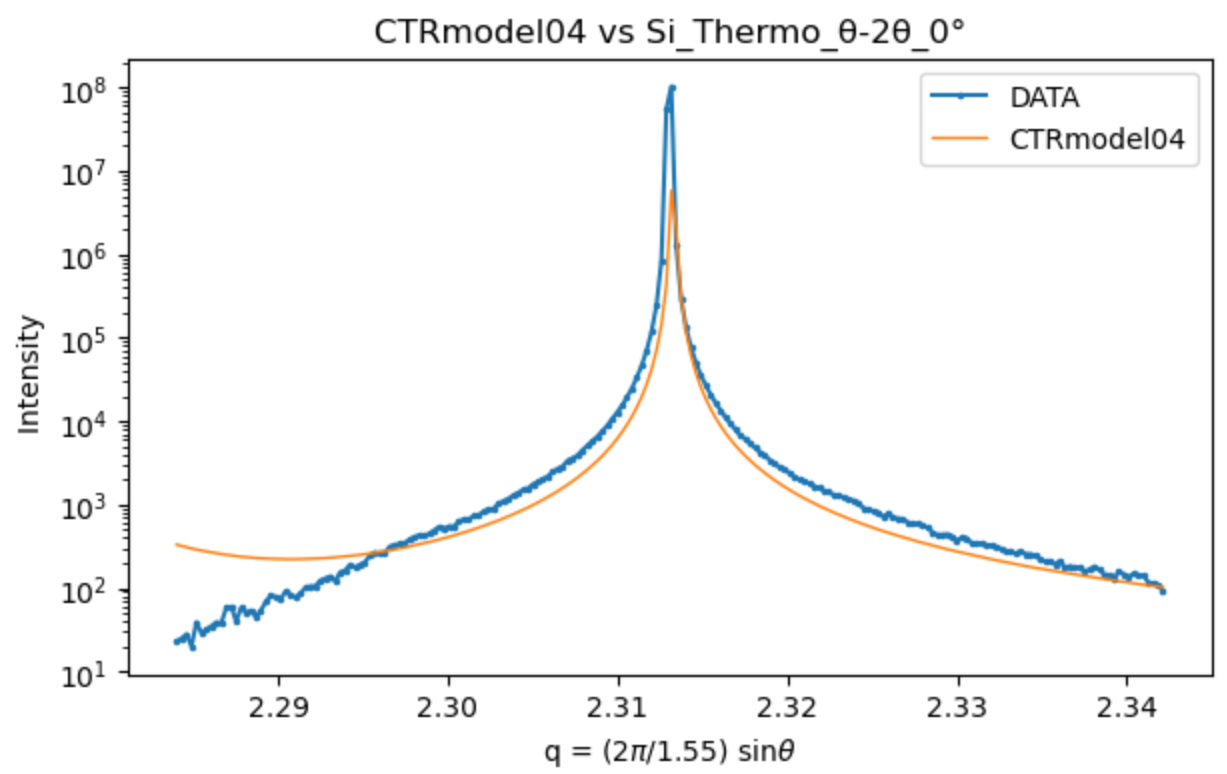 CTRmodel04 vs Si_Thermo_θ-2θ_0°
DATA
CTRmodel04
Intensity
10⁸
10⁷
10⁶
10⁵
10⁴
10³
10²
10¹
2.29 2.30 2.31 2.32 2.33 2.34
q = (2π/1.55) sinθ